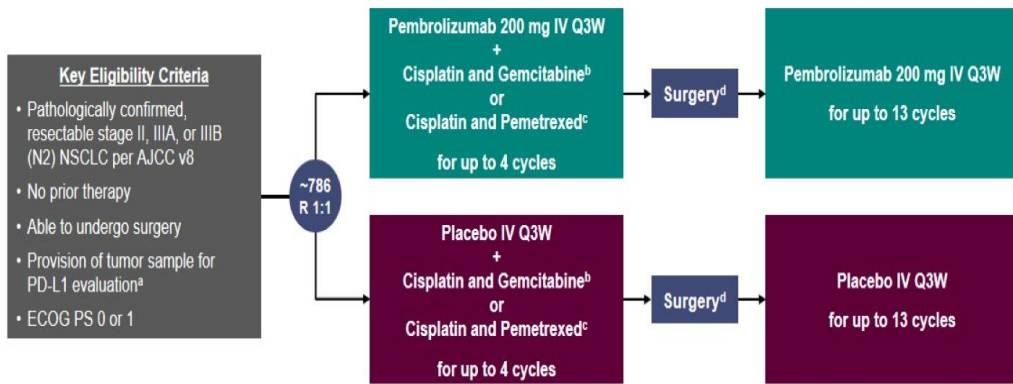 Key Eligibility Criteria
• Pathologically confirmed,
resectable stage II, IIIA, or IIIB
(N2) NSCLC per AJCC v8
• No prior therapy
• Able to undergo surgery
• Provision of tumor sample for
PD-L1 evaluationᵃ
• ECOG PS 0 or 1
~786
R 1:1
Pembrolizumab 200 mg IV Q3W
+
Cisplatin and Gemcitabineᵇ
or
Cisplatin and Pemetrexedᶜ
for up to 4 cycles
Surgeryᵈ
Pembrolizumab 200 mg IV Q3W
for up to 13 cycles
Placebo IV Q3W
+
Cisplatin and Gemcitabineᵇ
or
Cisplatin and Pemetrexedᶜ
for up to 4 cycles
Surgeryᵈ
Placebo IV Q3W
for up to 13 cycles